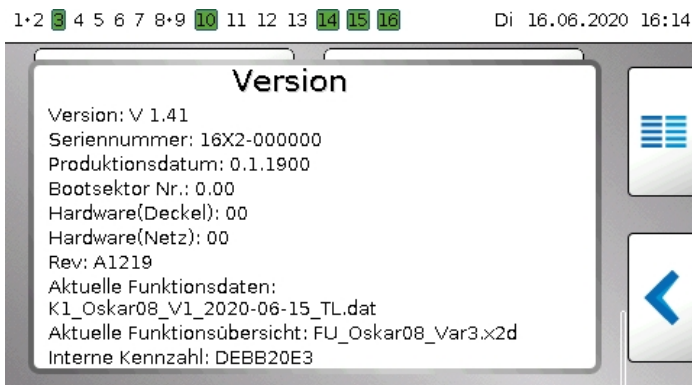 1•2 3 4 5 6 7 8•9 10 11 12 13 14 15 16 Di 16.06.2020 16:14
Version
Version: V 1.41
Seriennummer: 16X2-000000
Produktionsdatum: 0.1.1900
Bootsektor Nr.: 0.00
Hardware(Deckel): 00
Hardware(Netz): 00
Rev: A1219
Aktuelle Funktionsdaten:
K1_Oskar08_V1_2020-06-15_TL.dat
Aktuelle Funktionsübersicht: FU_Oskar08_Var3.x2d
Interne Kennzahl: DEBB20E3